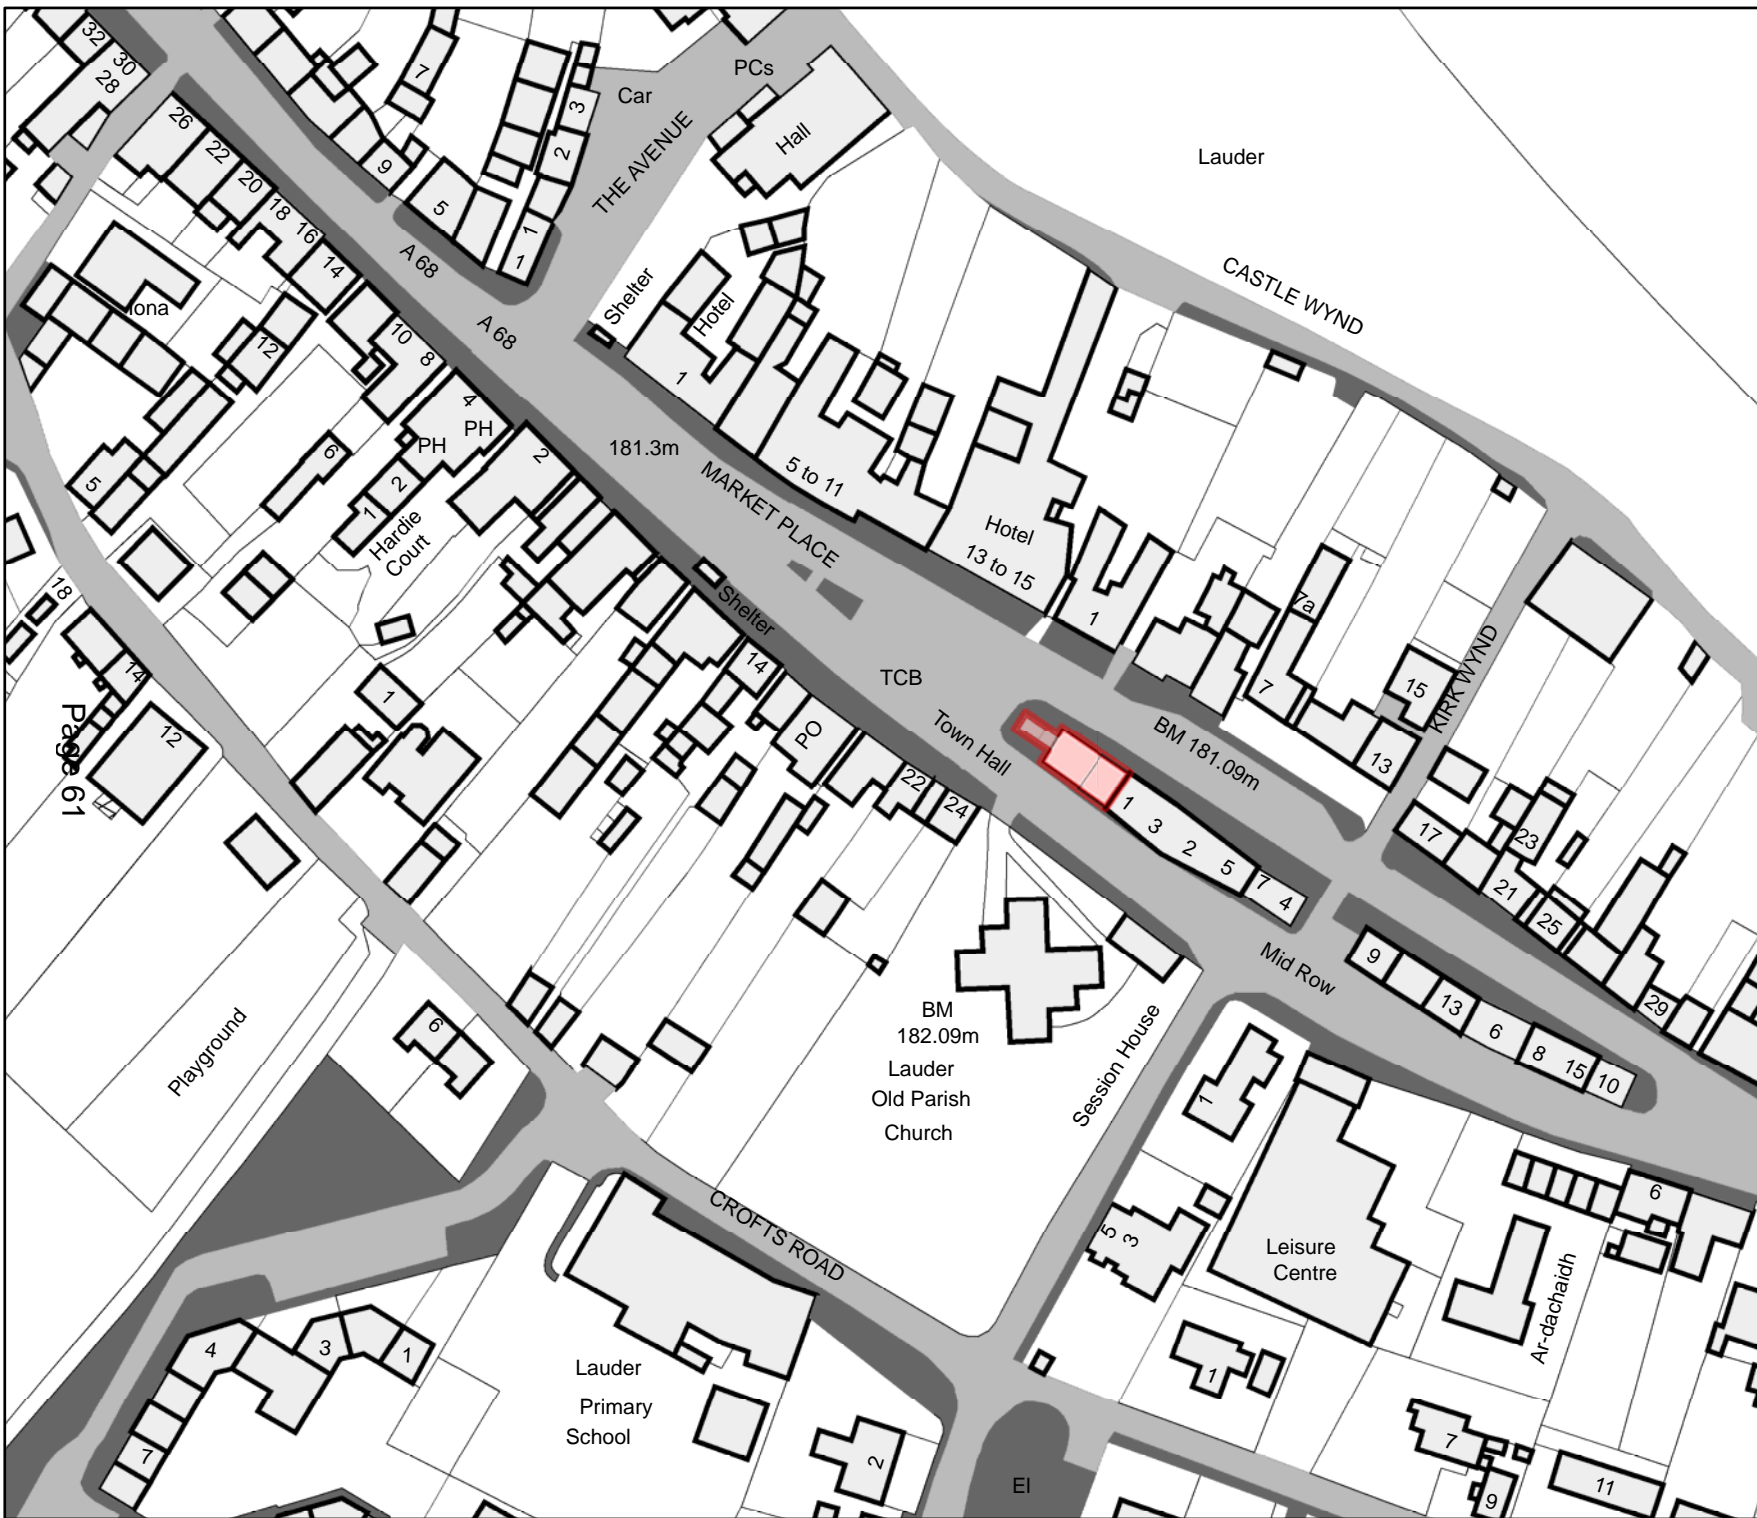 32
30
28
26
22
20
18
16
14
7
9
5
3
2
1
1
Car
PCs
Hall
THE AVENUE
A 68
A 68
Lauder
CASTLE WYND
Iona
12
10
8
4
PH
PH
6
5
2
1
2
Hardie
Court
Shelter
Hotel
1
181.3m
MARKET PLACE
5 to 11
Hotel
13 to 15
1
7a
7
15
13
KIRK WYND
18
14
12
Page 61
1
Shelter
14
PO
22
24
TCB
Town Hall
BM 181.09m
1
3
2
5
7
4
17
23
21
25
29
Mid Row
9
13
6
8
15
10
Playground
6
BM
182.09m
Lauder
Old Parish
Church
Session House
1
5
3
Leisure
Centre
6
Ar-dachaidh
CROFTS ROAD
4
3
1
7
Lauder
Primary
School
2
El
1
7
9
11